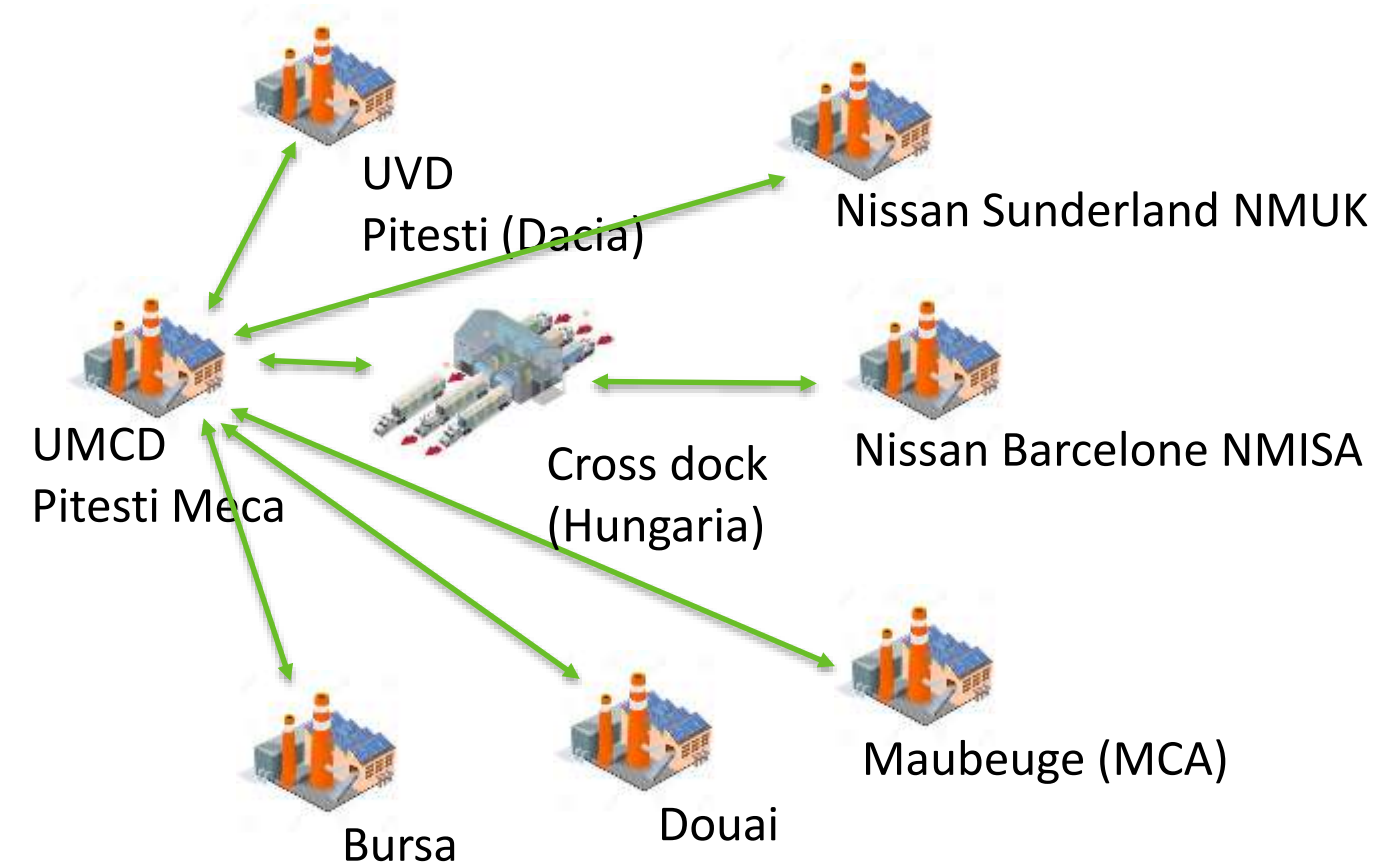 UVD
Pitesti (Dacia)
Nissan Sunderland NMUK
UMCD
Pitesti Meca
Cross dock
(Hungaria)
Nissan Barcelone NMISA
Maubeuge (MCA)
Douai
Bursa